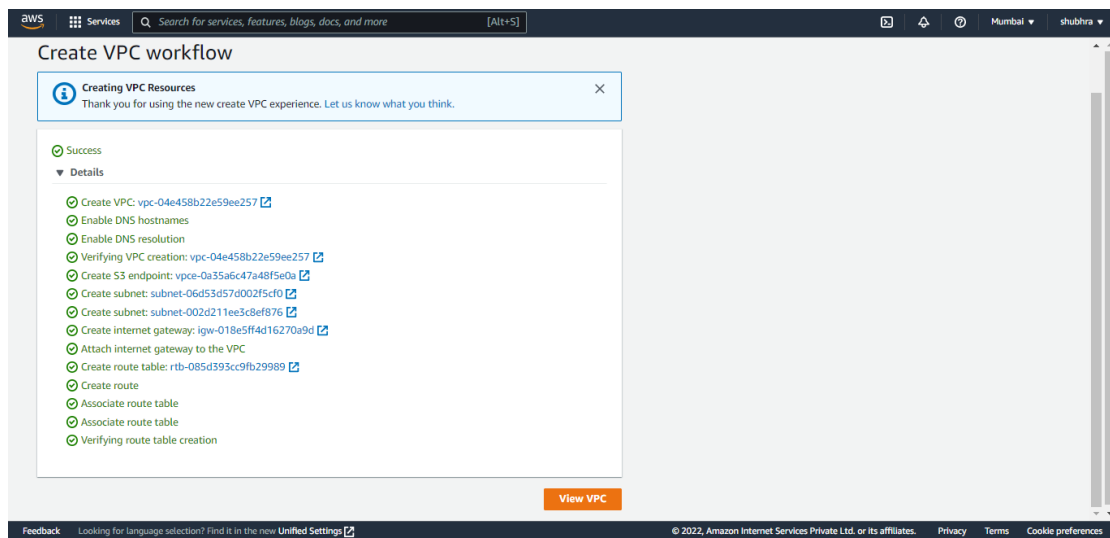 aws Services Search for services, features, blogs, docs, and more [Alt+S] Mumbai shubhra
Create VPC workflow
Creating VPC Resources
Thank you for using the new create VPC experience. Let us know what you think.
Success
Details
Create VPC: vpc-04e458b22e59ee257
Enable DNS hostnames
Enable DNS resolution
Verifying VPC creation: vpc-04e458b22e59ee257
Create S3 endpoint: vpce-0a35a6c47a48f5e0a
Create subnet: subnet-06d53d57d002f5cf0
Create subnet: subnet-002d211ee3c8ef876
Create internet gateway: igw-018e5ff4d16270a9d
Attach internet gateway to the VPC
Create route table: rtb-085d393cc9fb29989
Create route
Associate route table
Associate route table
Verifying route table creation
View VPC
Feedback Looking for language selection? Find it in the new Unified Settings © 2022, Amazon Internet Services Private Ltd. or its affiliates. Privacy Terms Cookie preferences